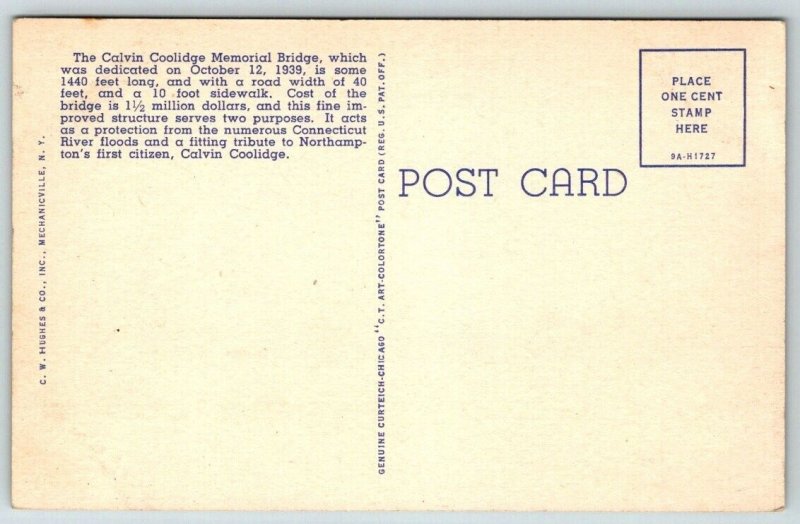 The Calvin Coolidge Memorial Bridge, which
was dedicated on October 12, 1939, is some
1440 feet long, and with a road width of 40
feet, and a 10 foot sidewalk. Cost of the
bridge is 1½ million dollars, and this fine im-
proved structure serves two purposes. It acts
as a protection from the numerous Connecticut
River floods and a fitting tribute to Northamp-
ton's first citizen, Calvin Coolidge.
C. W. HUGHES & CO., INC., MECHANICVILLE, N. Y.
GENUINE CURTEICH-CHICAGO "C.T. ART-COLORTONE" POST CARD (REG. U.S. PAT. OFF.)
POST CARD
PLACE
ONE CENT
STAMP
HERE
9A-H1727